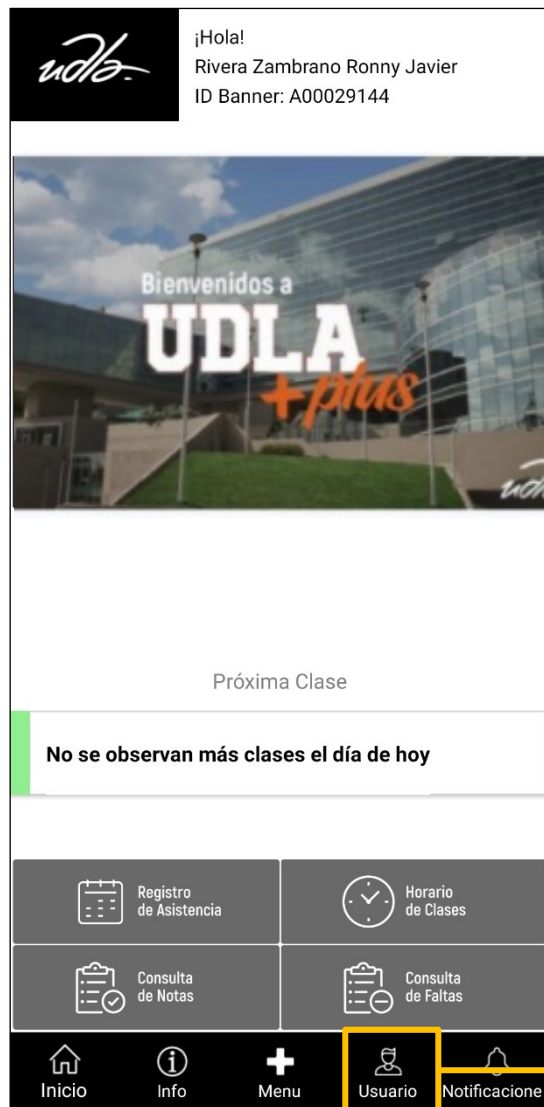 udla-
¡Hola!
Rivera Zambrano Ronny Javier
ID Banner: A00029144
Bienvenidos a
UDLA
+plus
Próxima Clase
No se observan más clases el día de hoy
Registro
de Asistencia
Horario
de Clases
Consulta
de Notas
Consulta
de Faltas
Inicio
Info
Menu
Usuario
Notificacione